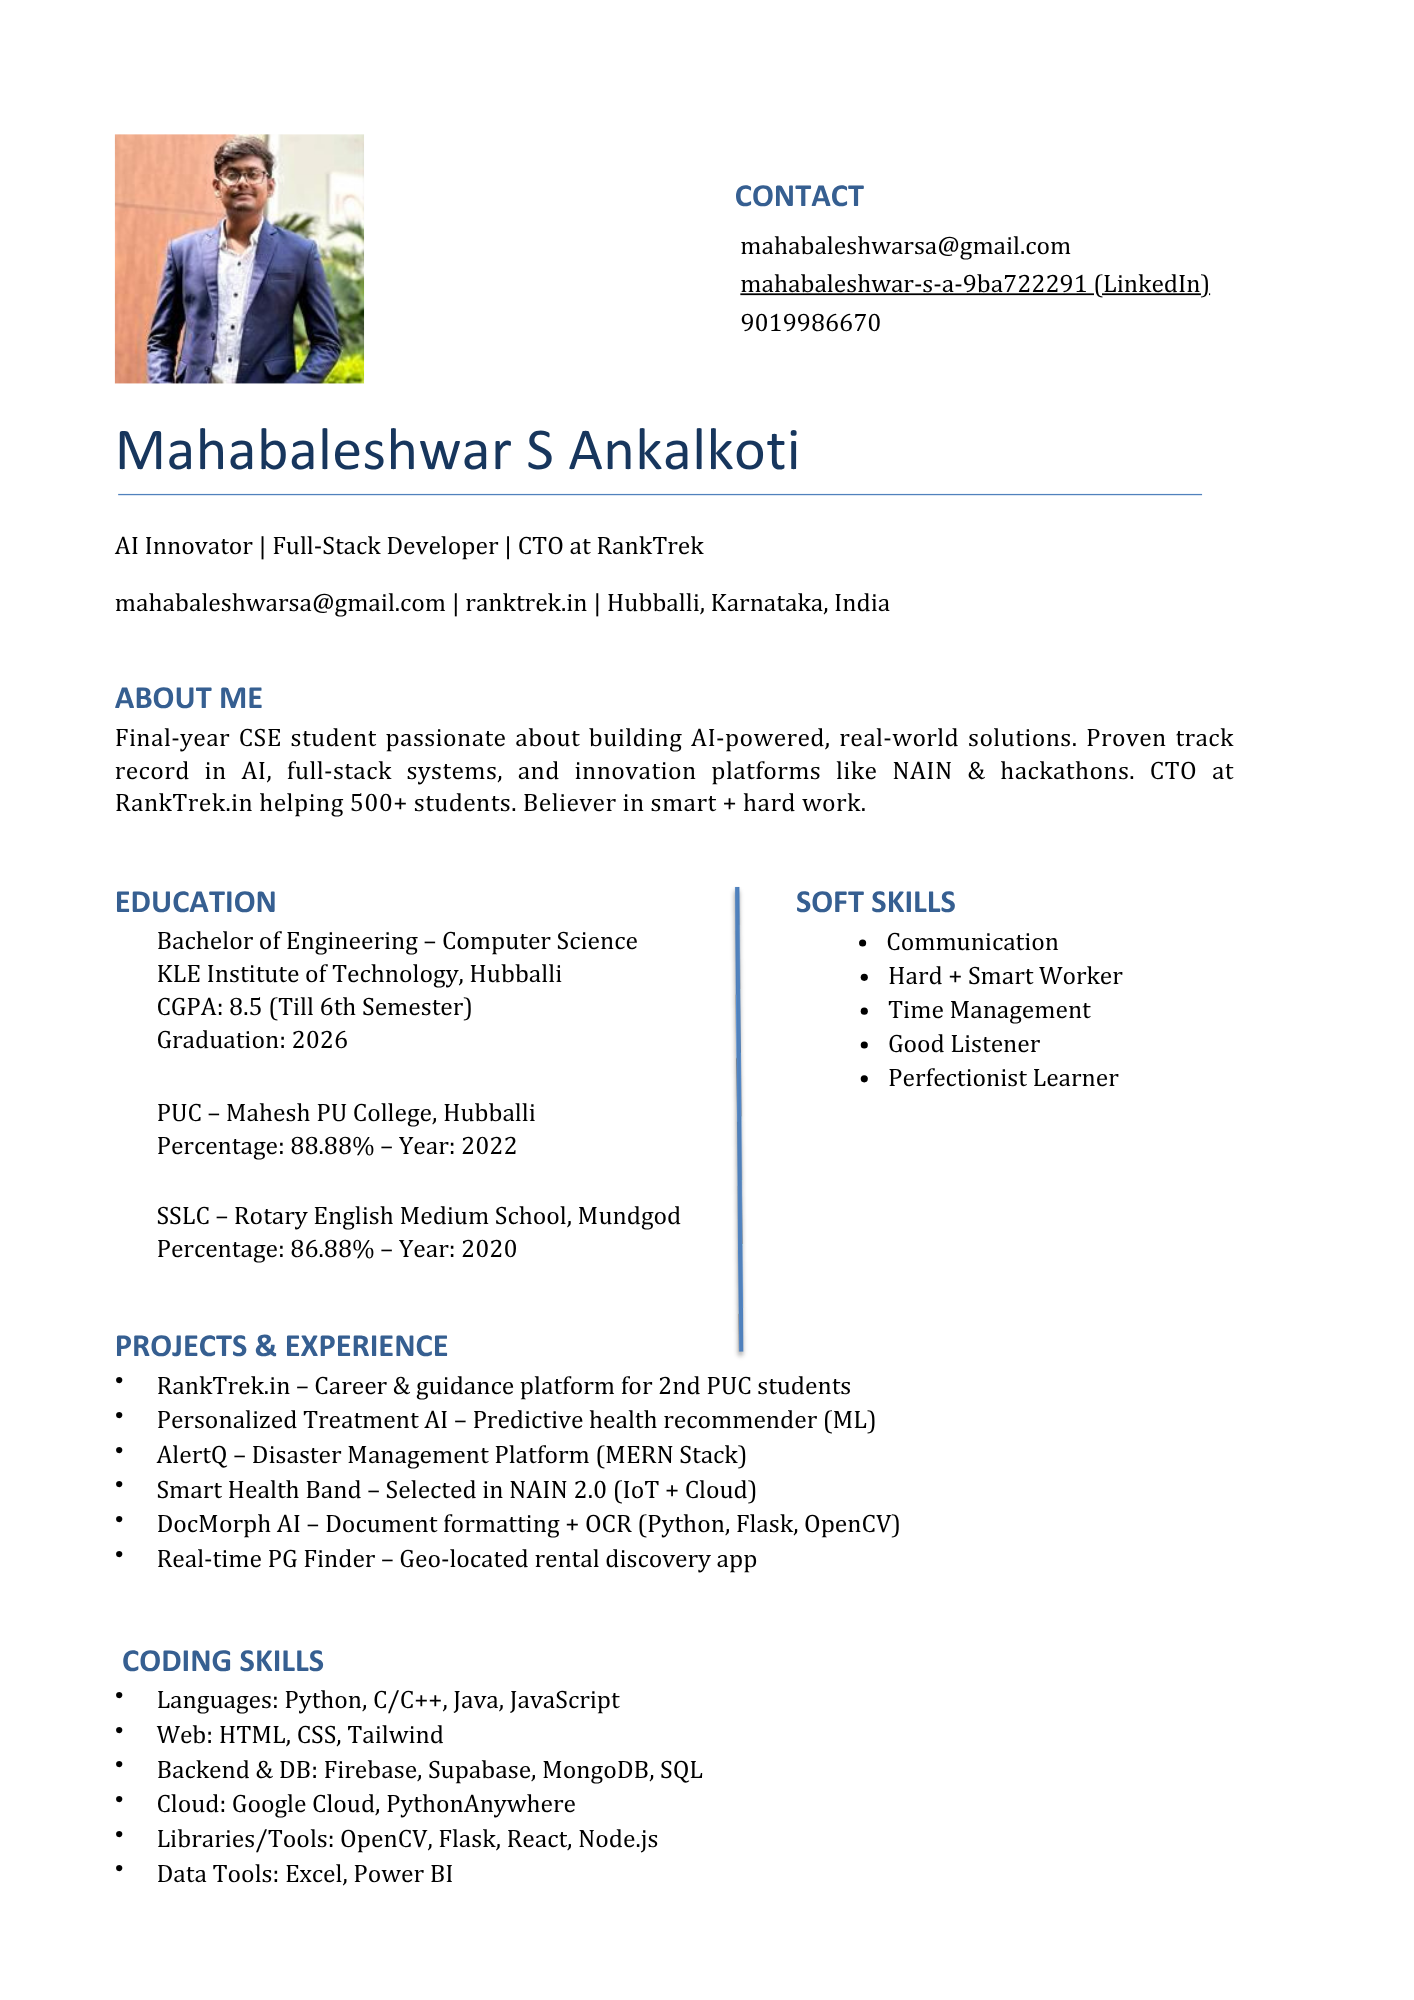 CONTACT
mahabaleshwarsa@gmail.com
mahabaleshwar-s-a-9ba722291 (LinkedIn)
9019986670
Mahabaleshwar S Ankalkoti
AI Innovator | Full-Stack Developer | CTO at RankTrek
mahabaleshwarsa@gmail.com | ranktrek.in | Hubballi, Karnataka, India
ABOUT ME
Final-year CSE student passionate about building AI-powered, real-world solutions. Proven track
record in AI, full-stack systems, and innovation platforms like NAIN & hackathons. CTO at
RankTrek.in helping 500+ students. Believer in smart + hard work.
EDUCATION
Bachelor of Engineering – Computer Science
KLE Institute of Technology, Hubballi
CGPA: 8.5 (Till 6th Semester)
Graduation: 2026
PUC – Mahesh PU College, Hubballi
Percentage: 88.88% – Year: 2022
SSLC – Rotary English Medium School, Mundgod
Percentage: 86.88% – Year: 2020
SOFT SKILLS
• Communication
• Hard + Smart Worker
• Time Management
• Good Listener
• Perfectionist Learner
PROJECTS & EXPERIENCE
• RankTrek.in – Career & guidance platform for 2nd PUC students
• Personalized Treatment AI – Predictive health recommender (ML)
• AlertQ – Disaster Management Platform (MERN Stack)
• Smart Health Band – Selected in NAIN 2.0 (IoT + Cloud)
• DocMorph AI – Document formatting + OCR (Python, Flask, OpenCV)
• Real-time PG Finder – Geo-located rental discovery app
CODING SKILLS
• Languages: Python, C/C++, Java, JavaScript
• Web: HTML, CSS, Tailwind
• Backend & DB: Firebase, Supabase, MongoDB, SQL
• Cloud: Google Cloud, PythonAnywhere
• Libraries/Tools: OpenCV, Flask, React, Node.js
• Data Tools: Excel, Power BI